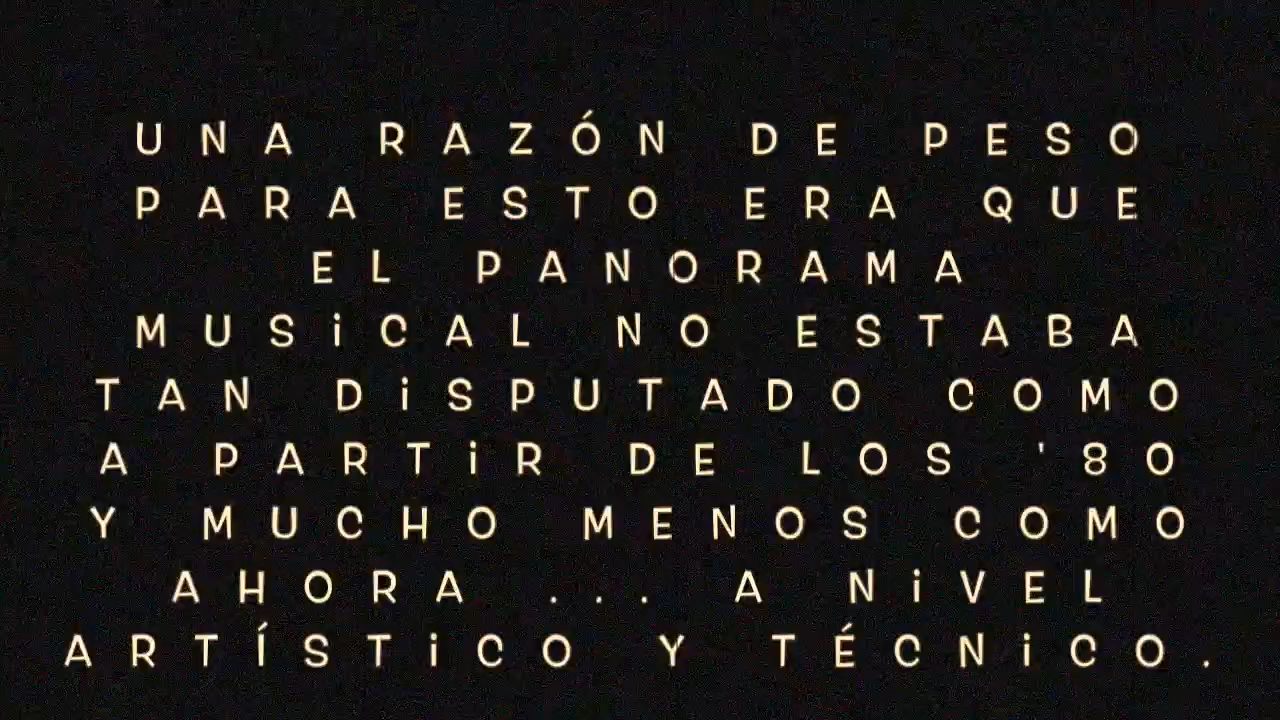 UNA RAZÓN DE PESO
PARA ESTO ERA QUE
EL PANORAMA
MUSiCAL NO ESTABA
TAN DiSPUTADO COMO
A PARTiR DE LOS '80
Y MUCHO MENOS COMO
AHORA ... A NiVEL
ARTÍSTiCO Y TÉCNiCO.